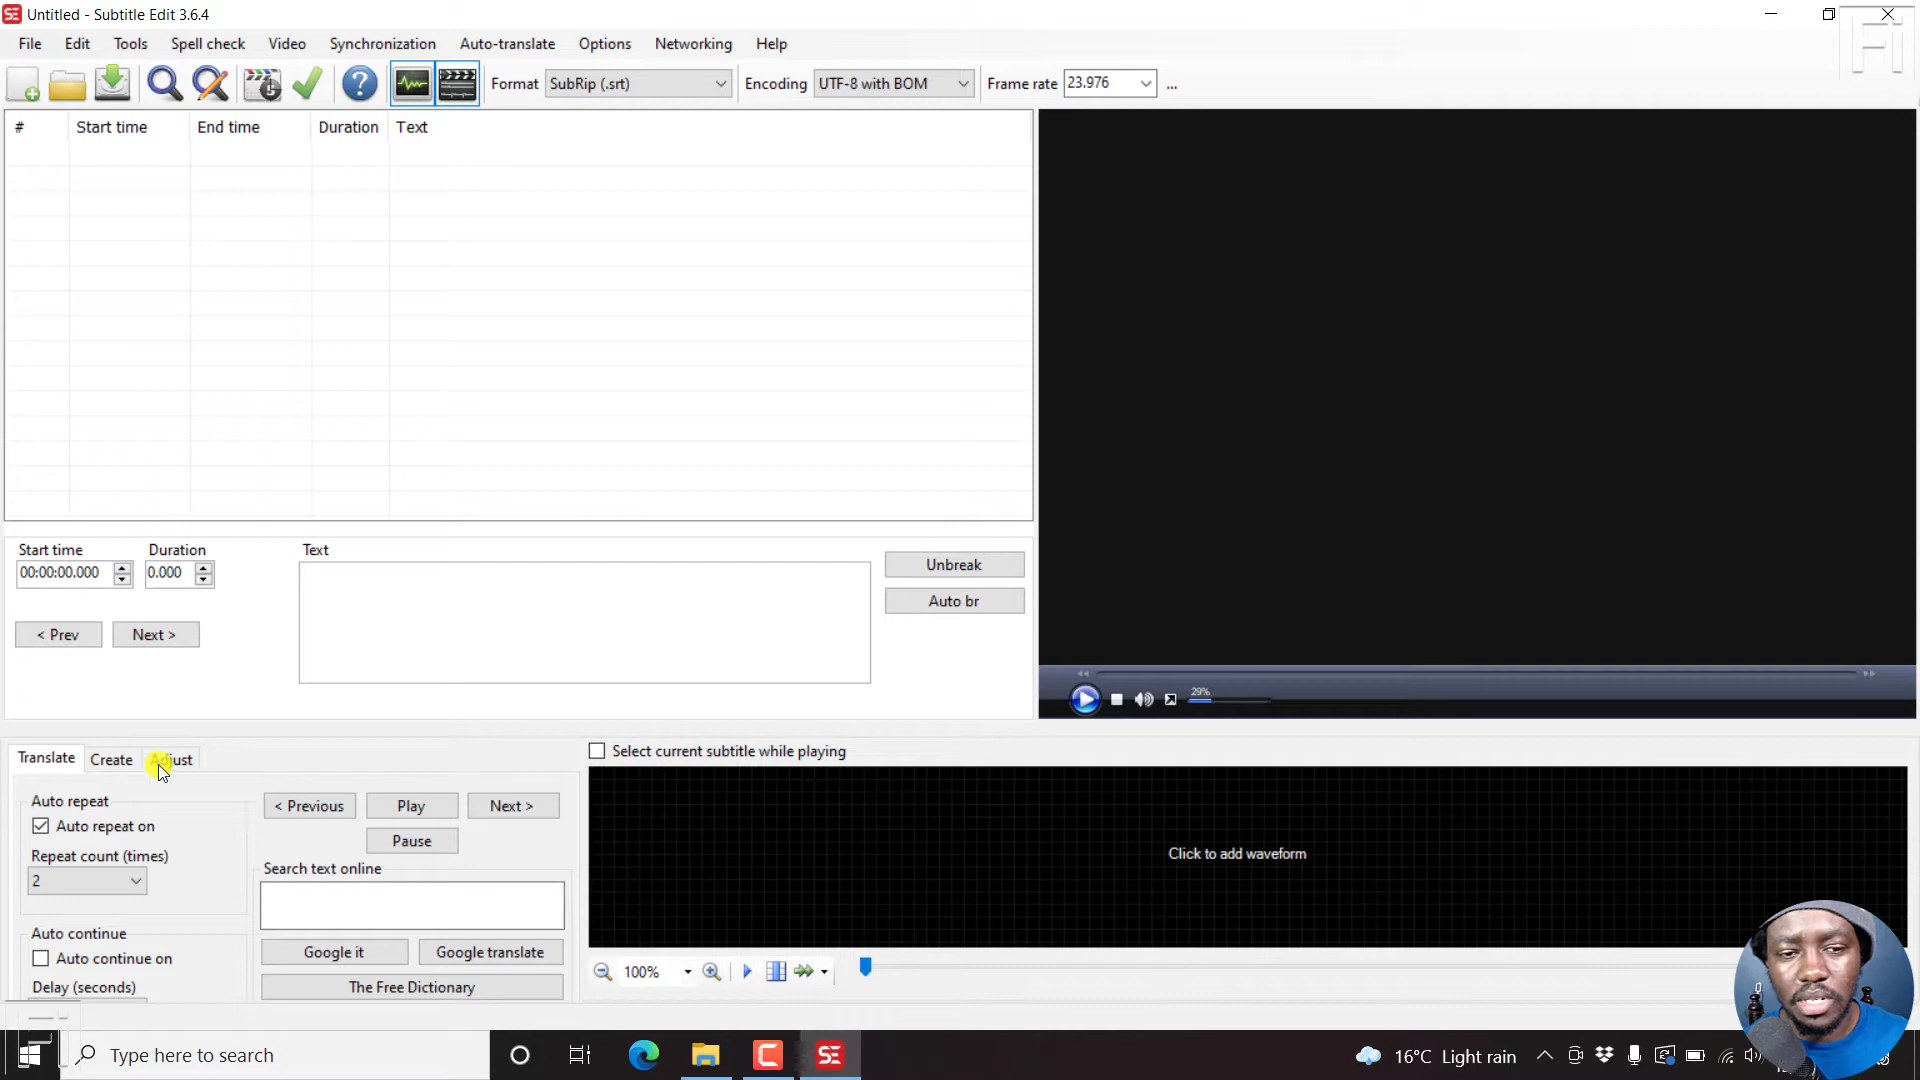 SE Untitled - Subtitle Edit 3.6.4
File Edit Tools Spell check Video Synchronization Auto-translate Options Networking Help
Format SubRip (.srt) Encoding UTF-8 with BOM Frame rate 23.976 ...
# Start time End time Duration Text
Start time Duration Text
00:00:00.000 0.000
Unbreak
Auto br
< Prev Next >
29%
Translate Create Adjust
Select current subtitle while playing
Auto repeat
Auto repeat on
Repeat count (times)
2
Auto continue
Auto continue on
Delay (seconds)
< Previous Play Next >
Pause
Search text online
Google it Google translate
The Free Dictionary
Click to add waveform
100%
Type here to search
SE
16°C Light rain